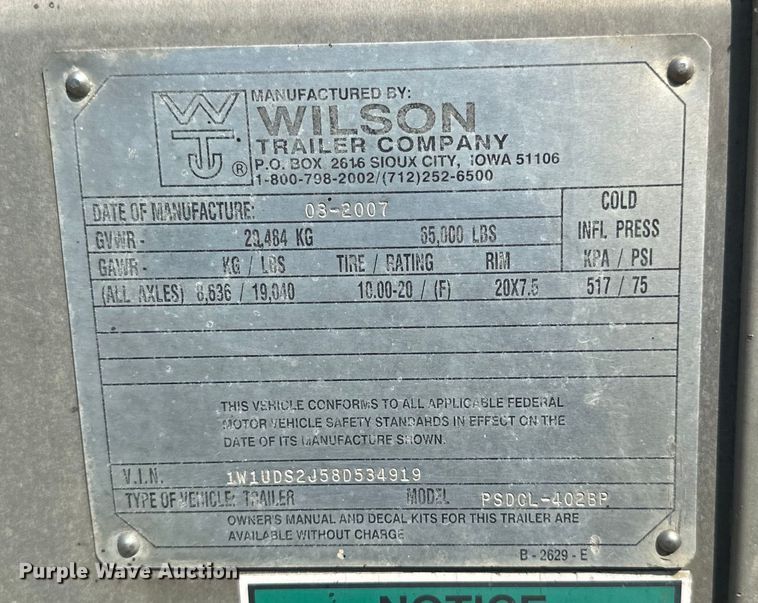 WTJ ®
MANUFACTURED BY:
WILSON
TRAILER COMPANY
P.O. BOX 2616 SIOUX CITY, IOWA 51106
1-800-798-2002/(712)252-6500
DATE OF MANUFACTURE: 03-2007
COLD
GVWR - 29,484 KG 65,000 LBS
INFL. PRESS
GAWR - KG / LBS TIRE / RATING RIM KPA / PSI
(ALL AXLES) 8,636 / 19,040 10.00-20 / (F) 20X7.5 517 / 75
THIS VEHICLE CONFORMS TO ALL APPLICABLE FEDERAL
MOTOR VEHICLE SAFETY STANDARDS IN EFFECT ON THE
DATE OF ITS MANUFACTURE SHOWN.
V.I.N. 1W1UDS2J58D534919
TYPE OF VEHICLE: TRAILER MODEL PSDCL-402BP
OWNER'S MANUAL AND DECAL KITS FOR THIS TRAILER ARE
AVAILABLE WITHOUT CHARGE
B - 2629 - E
Purple Wave Auction
NOTICE